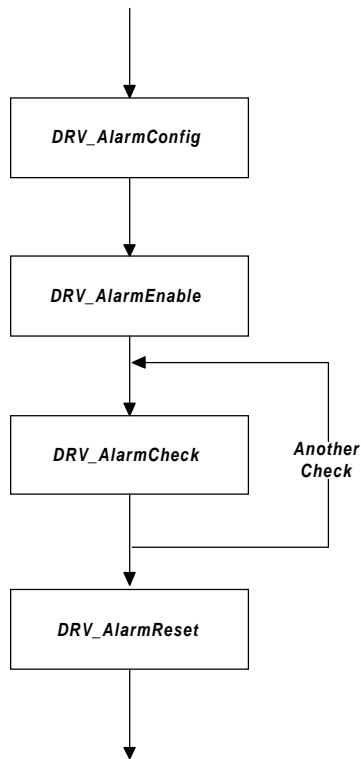 DRV_AlarmConfig
DRV_AlarmEnable
DRV_AlarmCheck
Another
Check
DRV_AlarmReset